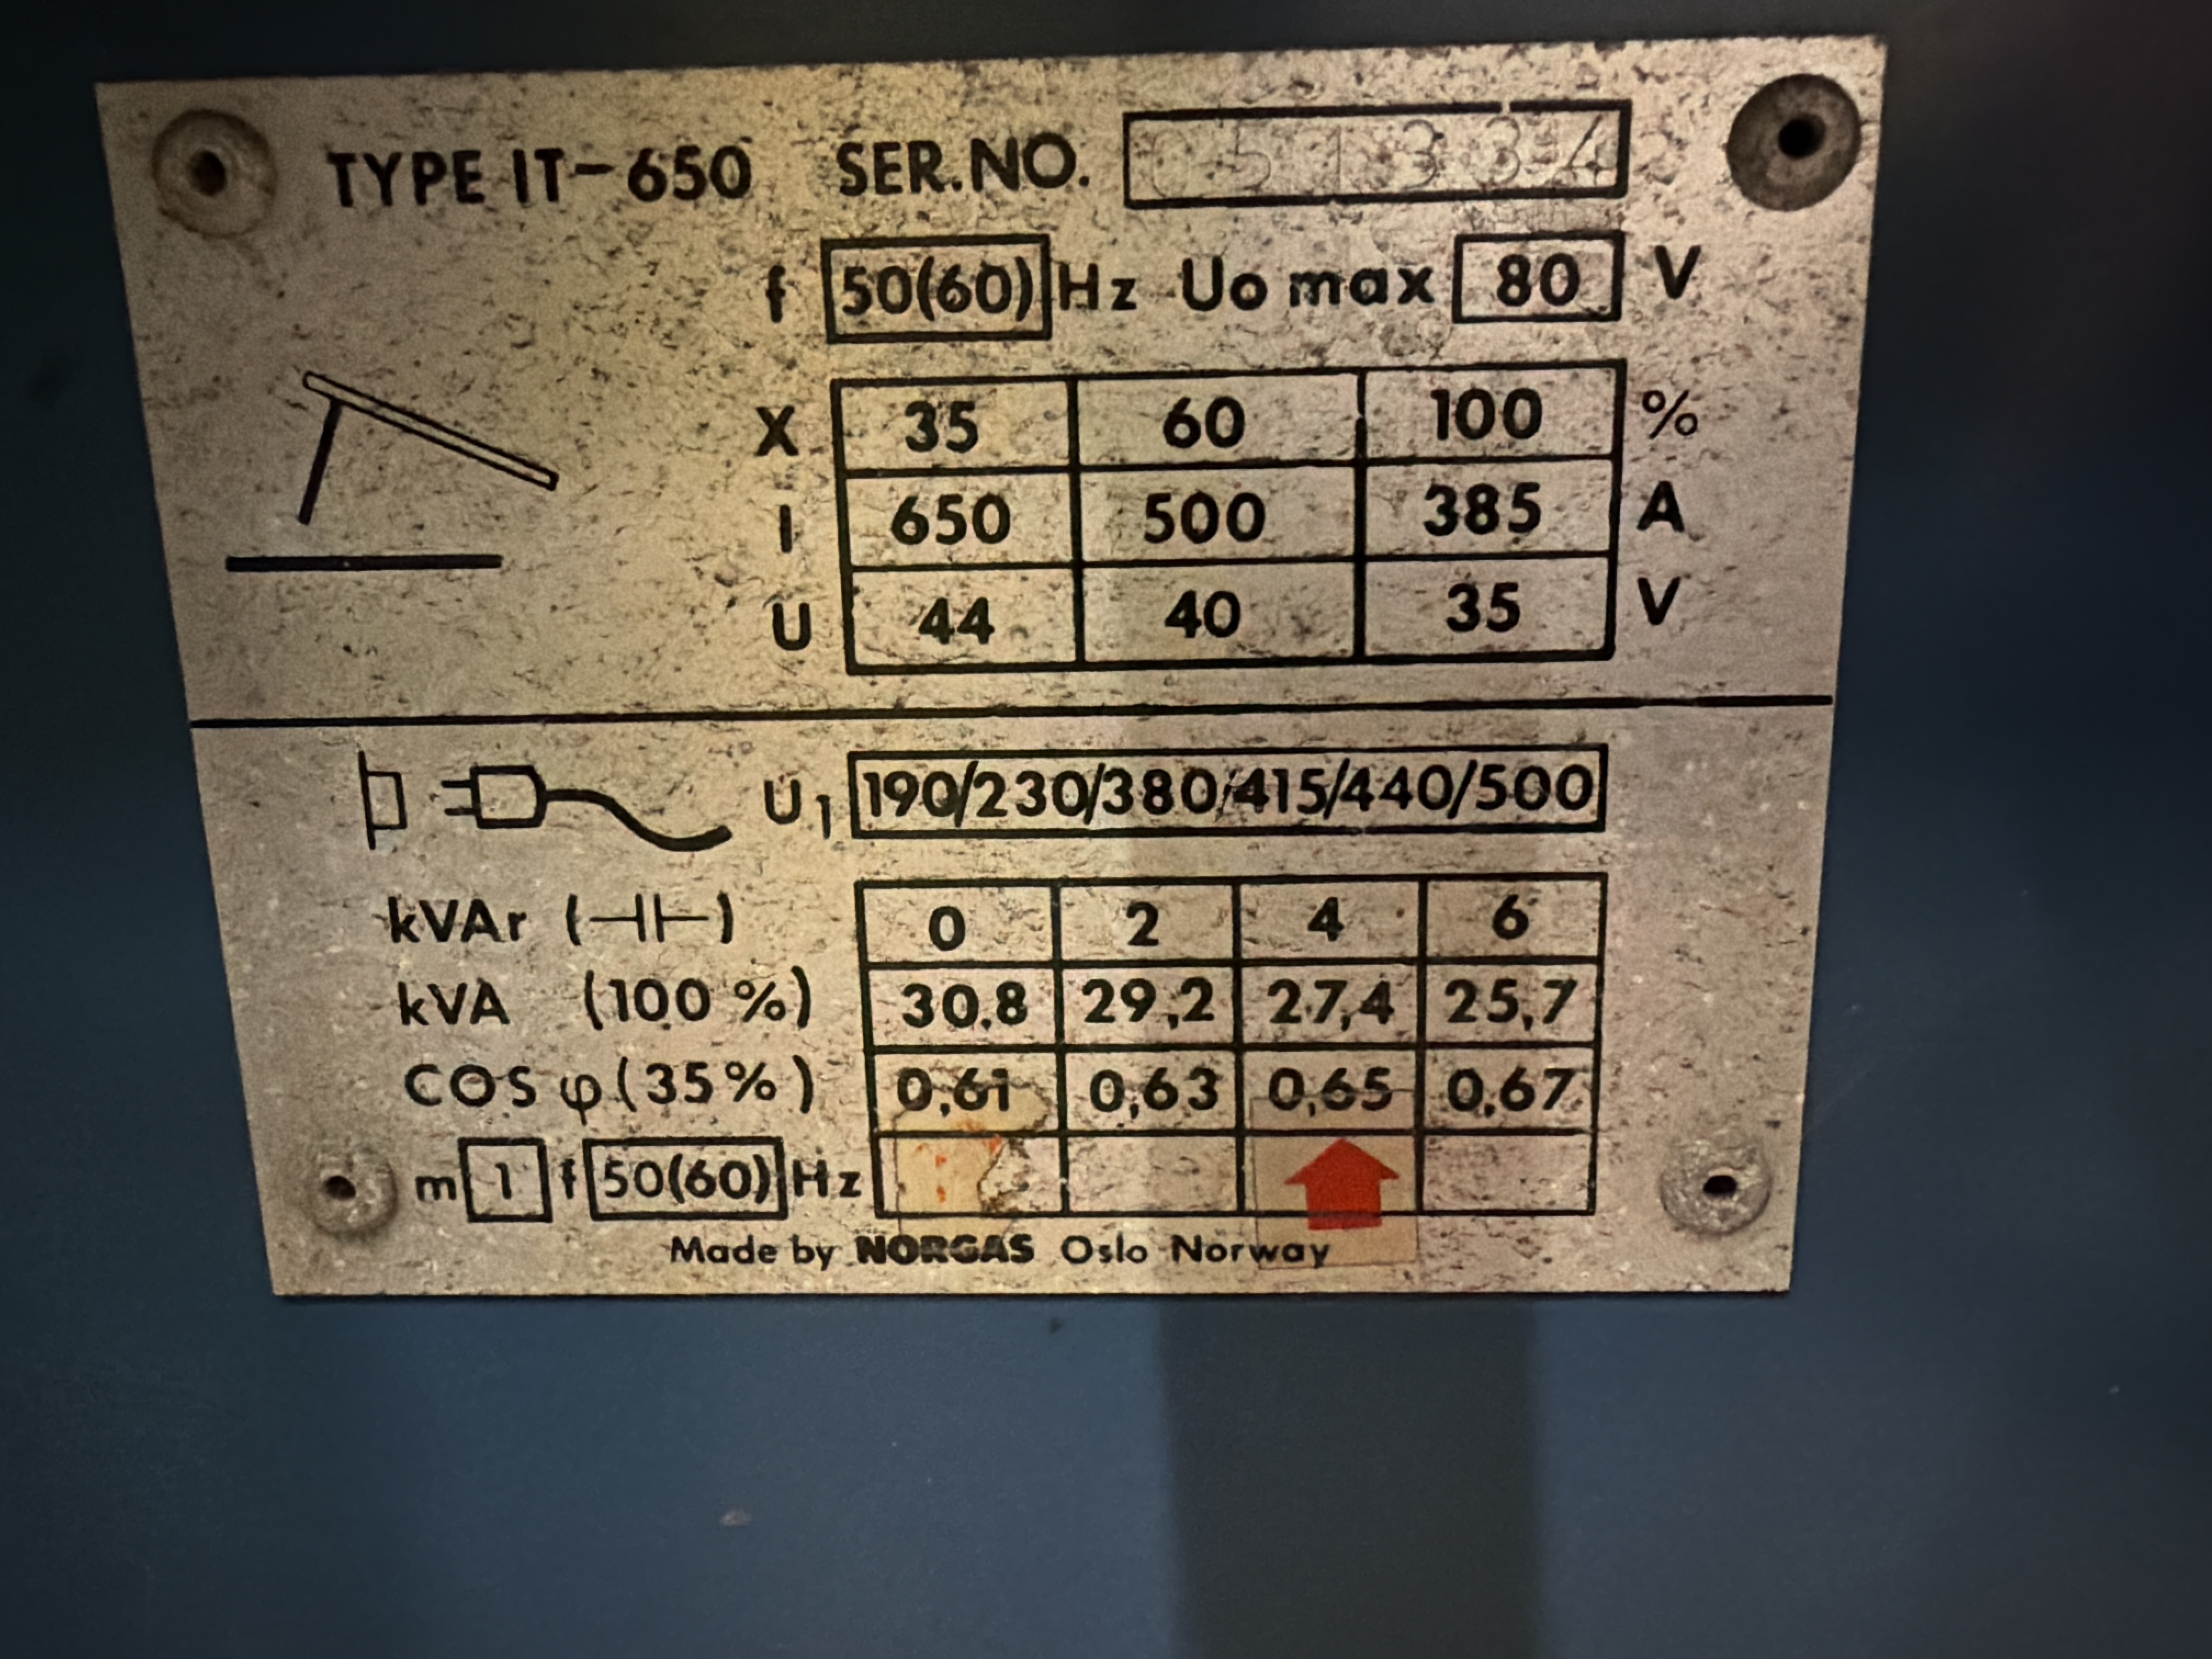 TYPE IT-650 SER.NO.
f 50(60) Hz Uo max 80 V
X 35 60 100 %
I 650 500 385 A
U 44 40 35 V
U1 190/230/380/415/440/500
kVAr ( ) 0 2 4 6
kVA (100 %) 30.8 29,2 27,4 25,7
COS φ (35%) 0,61 0,63 0,65 0,67
m 1 f 50(60) Hz
Made by NORGAS Oslo Norway